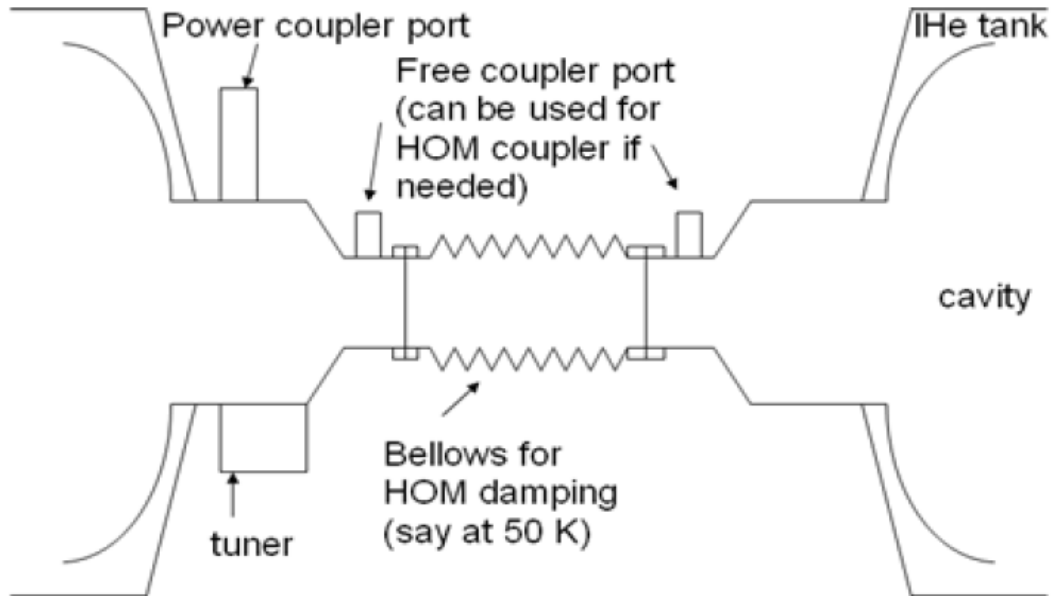 Power coupler port
lHe tank
Free coupler port
(can be used for
HOM coupler if
needed)
cavity
Bellows for
HOM damping
(say at 50 K)
tuner